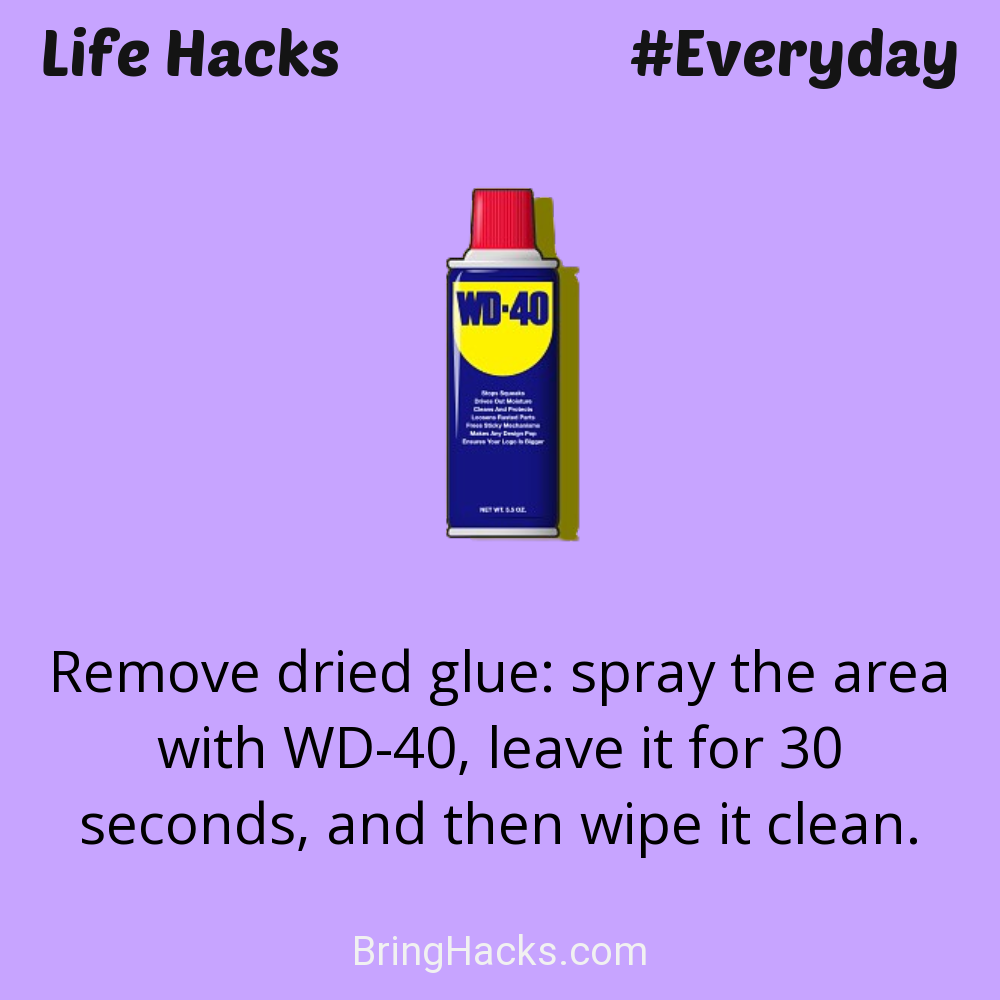 Life Hacks
#Everyday
WD-40
Stops Squeaks
Drives Out Moisture
Cleans And Protects
Loosens Rusted Parts
Frees Sticky Mechanisms
Makes Any Design Pop
Ensures Your Logo Is Bigger
NET WT. 5.5 OZ.
Remove dried glue: spray the area
with WD-40, leave it for 30
seconds, and then wipe it clean.
BringHacks.com